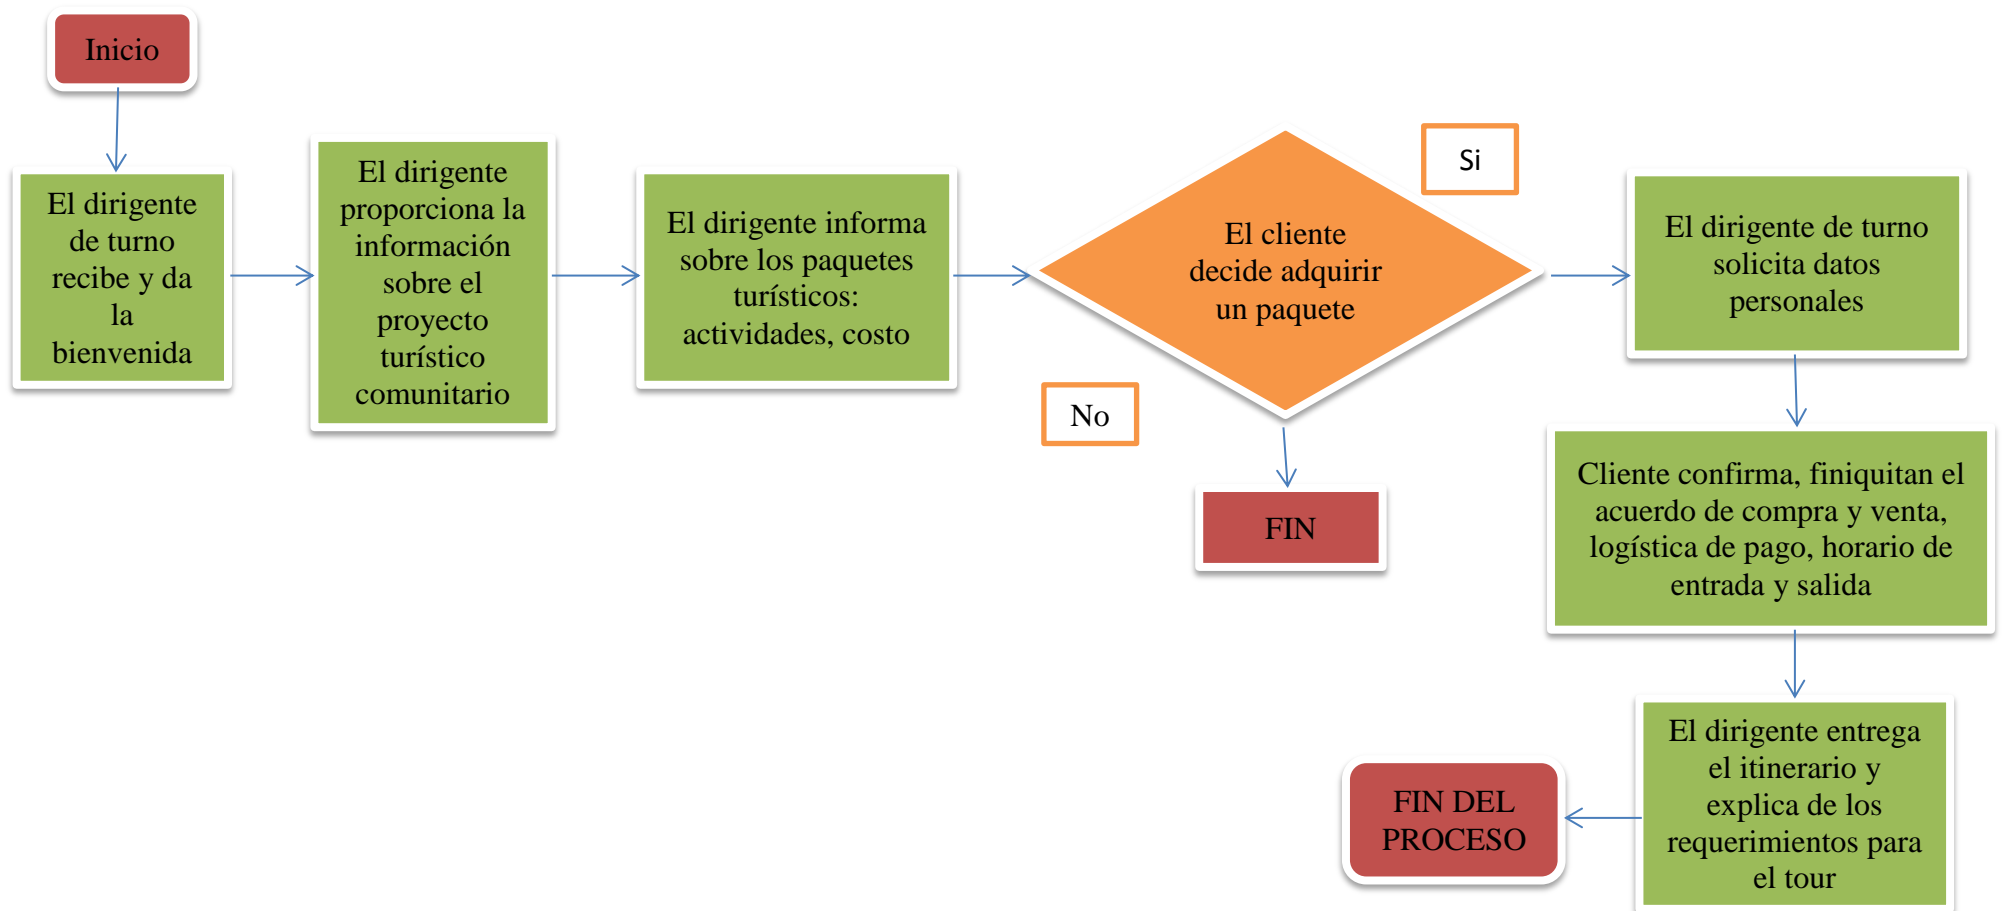 Inicio
El dirigente
de turno
recibe y da
la
bienvenida
El dirigente
proporciona la
información
sobre el
proyecto
turístico
comunitario
El dirigente informa
sobre los paquetes
turísticos:
actividades, costo
El cliente
decide adquirir
un paquete
Si
No
FIN
El dirigente de turno
solicita datos
personales
Cliente confirma, finiquitan el
acuerdo de compra y venta,
logística de pago, horario de
entrada y salida
El dirigente entrega
el itinerario y
explica de los
requerimientos para
el tour
FIN DEL
PROCESO